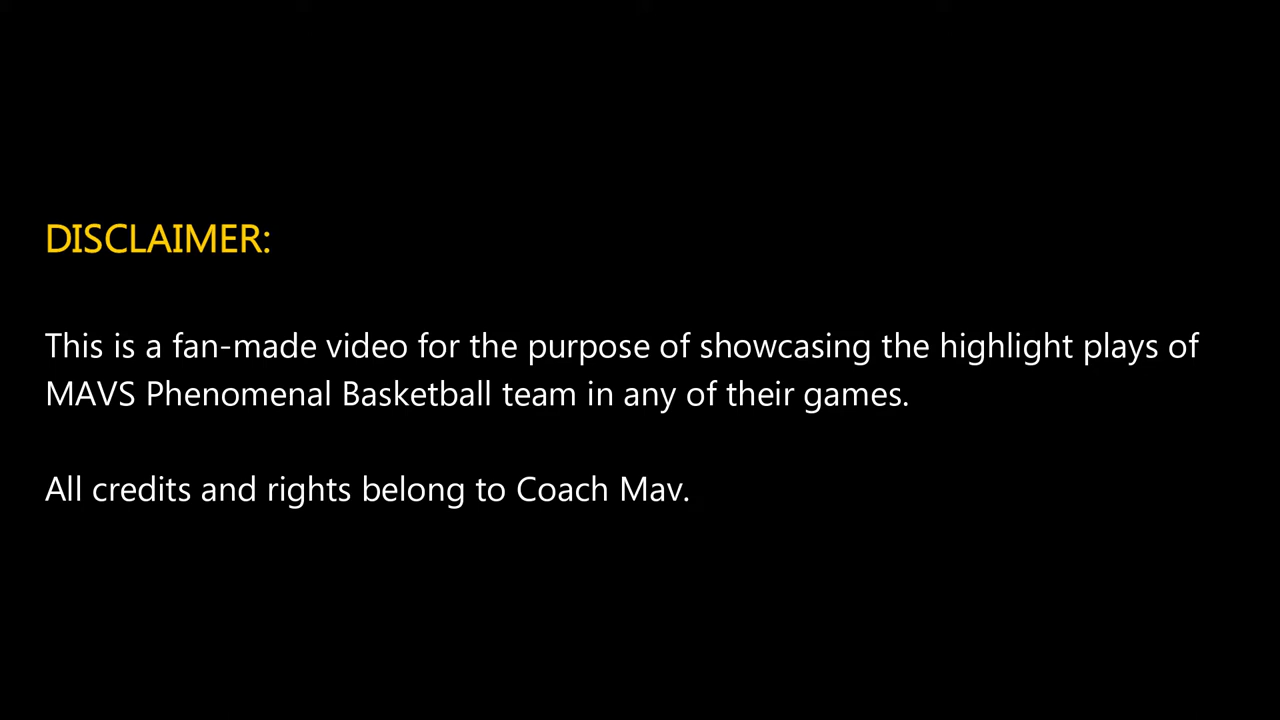 DISCLAIMER:
This is a fan-made video for the purpose of showcasing the highlight plays of
MAVS Phenomenal Basketball team in any of their games.
All credits and rights belong to Coach Mav.